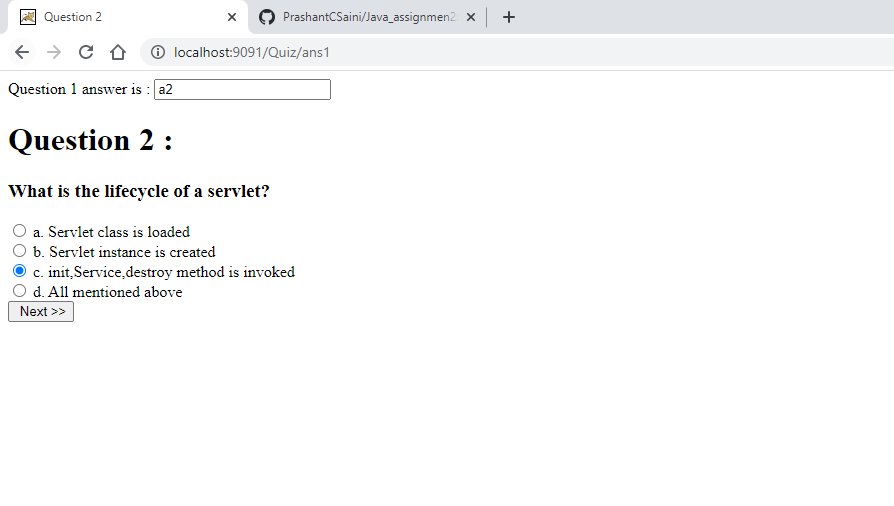 Question 2
PrashantCSaini/Java_assignmen2
localhost:9091/Quiz/ans1
Question 1 answer is : a2
Question 2 :
What is the lifecycle of a servlet?
a. Servlet class is loaded
b. Servlet instance is created
c. init,Service,destroy method is invoked
d. All mentioned above
Next >>